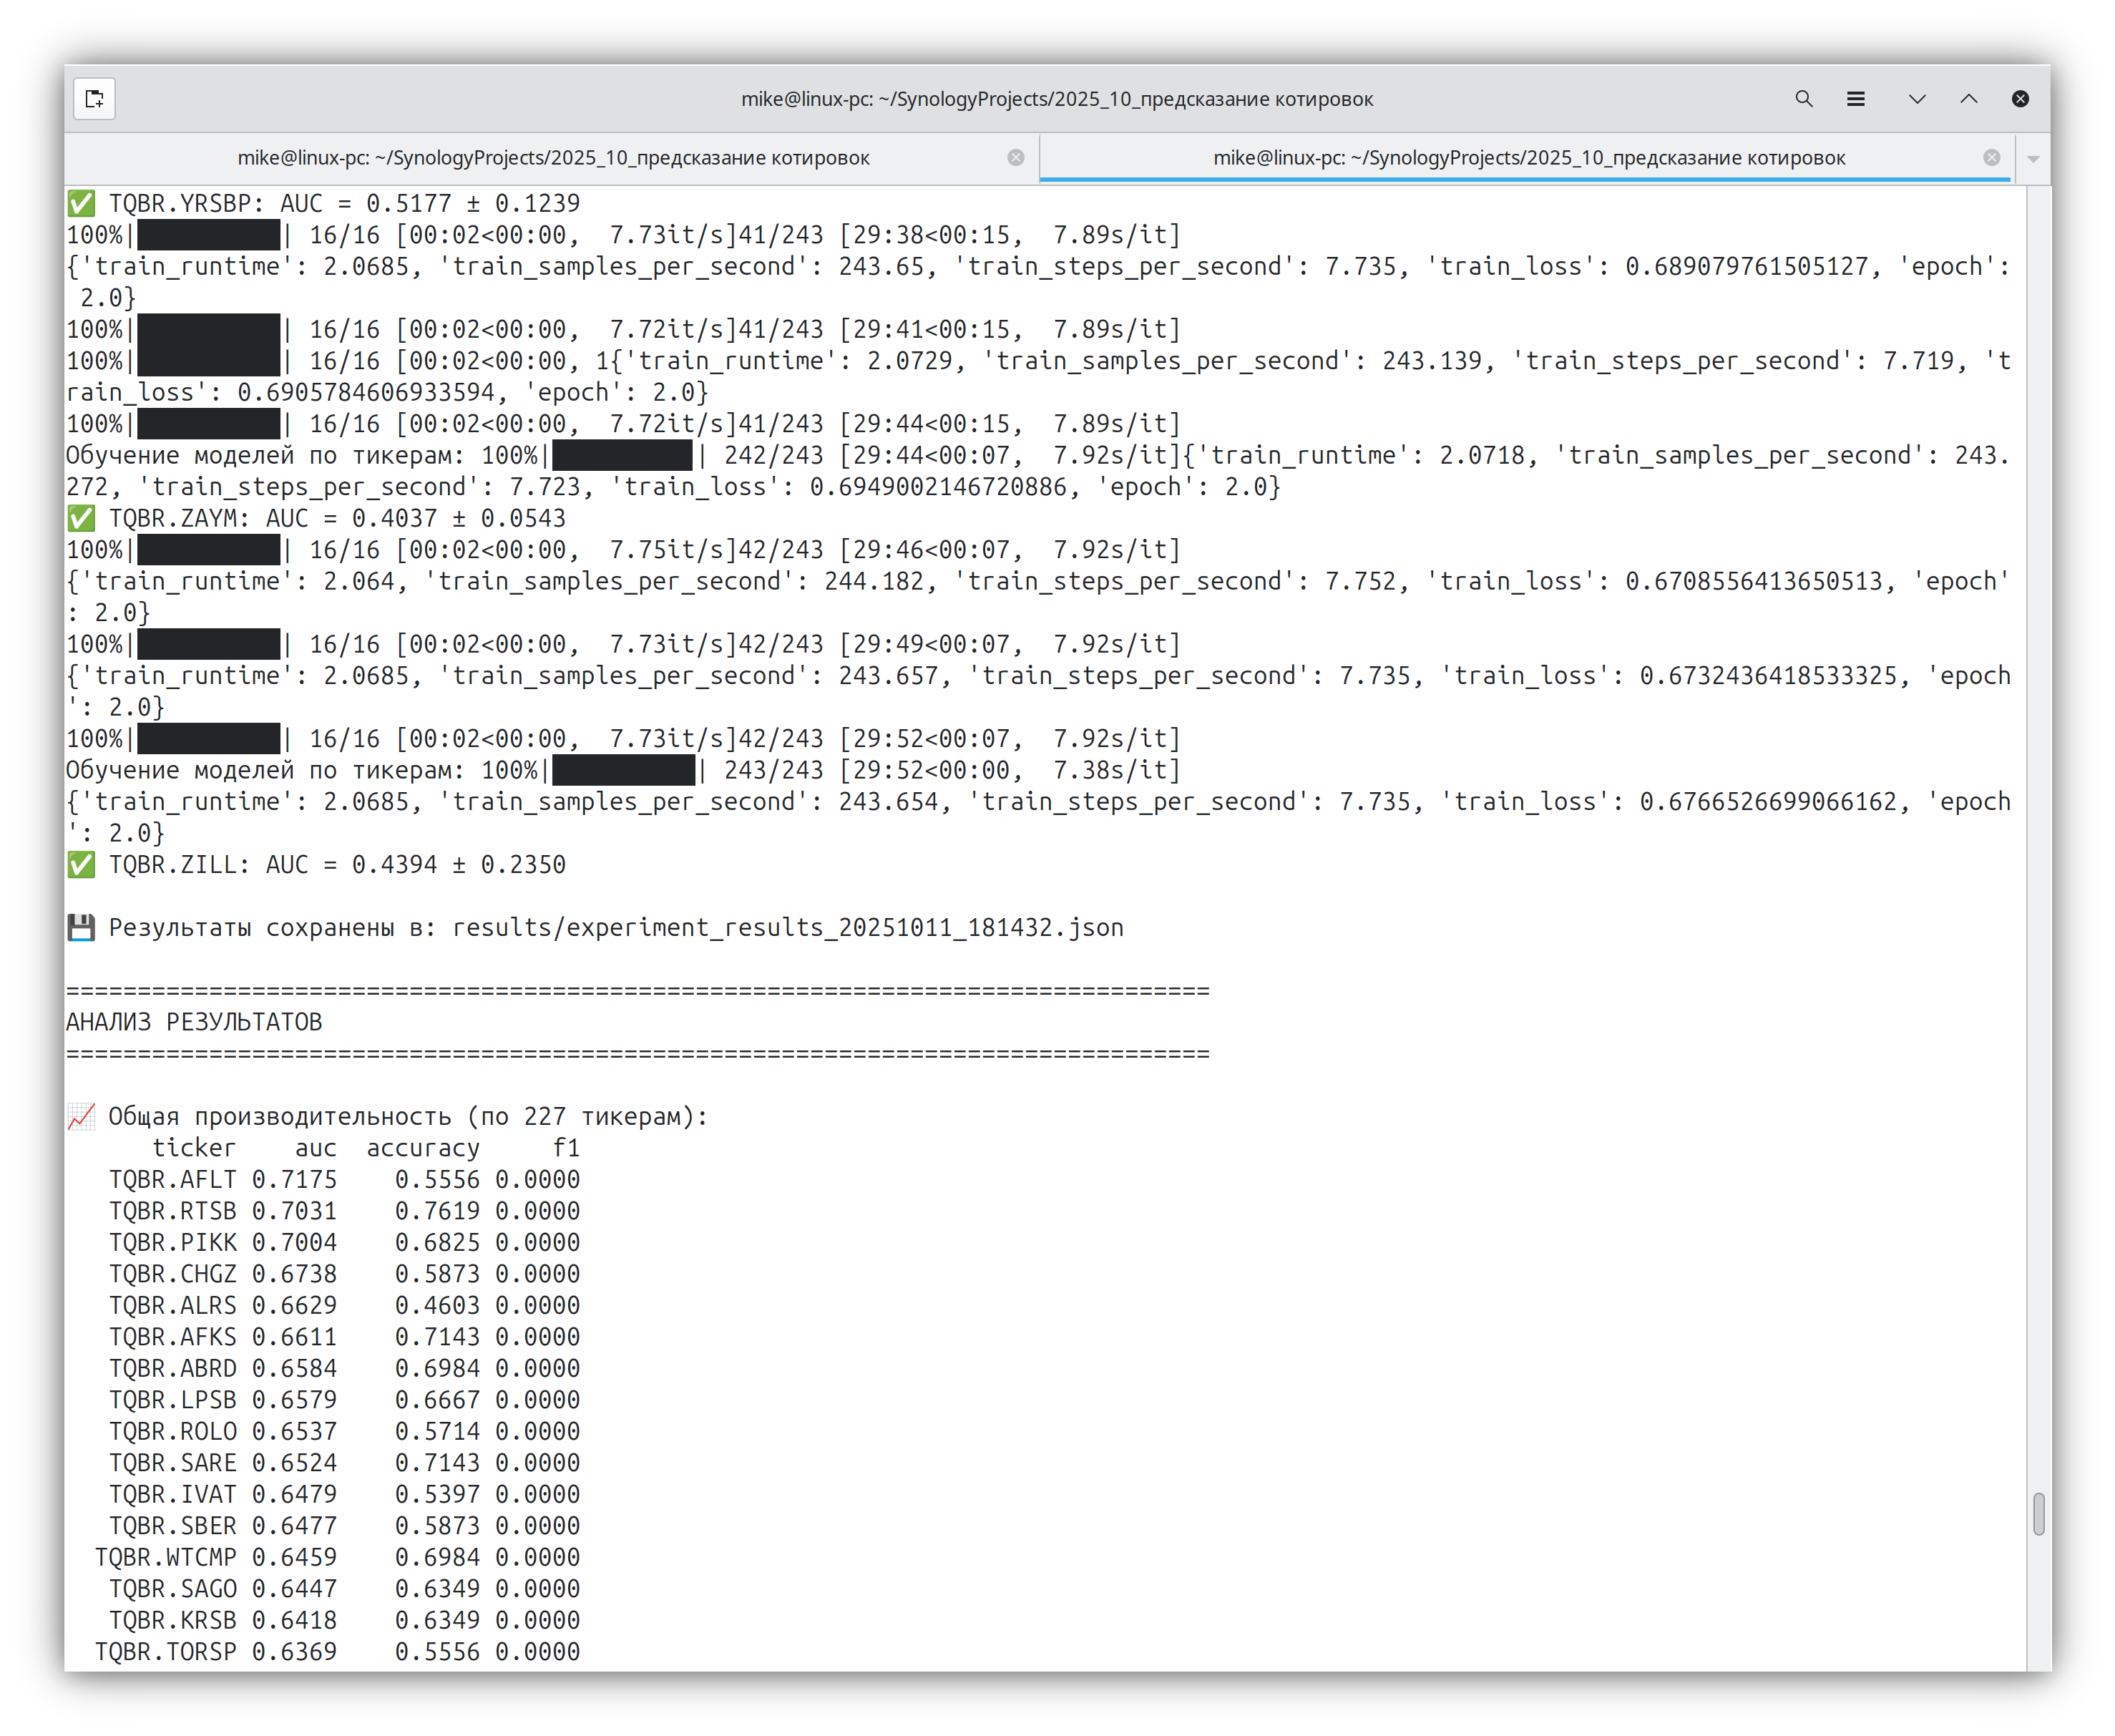 mike@linux-pc: ~/SynologyProjects/2025_10_предсказание котировок
mike@linux-pc: ~/SynologyProjects/2025_10_предсказание котировок
mike@linux-pc: ~/SynologyProjects/2025_10_предсказание котировок
✅ TQBR.YRSBP: AUC = 0.5177 ± 0.1239
100%|██████████| 16/16 [00:02<00:00,  7.73it/s]41/243 [29:38<00:15,  7.89s/it]
{'train_runtime': 2.0685, 'train_samples_per_second': 243.65, 'train_steps_per_second': 7.735, 'train_loss': 0.689079761505127, 'epoch':
 2.0}
100%|██████████| 16/16 [00:02<00:00,  7.72it/s]41/243 [29:41<00:15,  7.89s/it]
100%|██████████| 16/16 [00:02<00:00, 1{'train_runtime': 2.0729, 'train_samples_per_second': 243.139, 'train_steps_per_second': 7.719, 't
rain_loss': 0.6905784606933594, 'epoch': 2.0}
100%|██████████| 16/16 [00:02<00:00,  7.72it/s]41/243 [29:44<00:15,  7.89s/it]
Обучение моделей по тикерам: 100%|█████████▉| 242/243 [29:44<00:07,  7.92s/it]{'train_runtime': 2.0718, 'train_samples_per_second': 243.
272, 'train_steps_per_second': 7.723, 'train_loss': 0.6949002146720886, 'epoch': 2.0}
✅ TQBR.ZAYM: AUC = 0.4037 ± 0.0543
100%|██████████| 16/16 [00:02<00:00,  7.75it/s]42/243 [29:46<00:07,  7.92s/it]
{'train_runtime': 2.064, 'train_samples_per_second': 244.182, 'train_steps_per_second': 7.752, 'train_loss': 0.6708556413650513, 'epoch'
: 2.0}
100%|██████████| 16/16 [00:02<00:00,  7.73it/s]42/243 [29:49<00:07,  7.92s/it]
{'train_runtime': 2.0685, 'train_samples_per_second': 243.657, 'train_steps_per_second': 7.735, 'train_loss': 0.6732436418533325, 'epoch
': 2.0}
100%|██████████| 16/16 [00:02<00:00,  7.73it/s]42/243 [29:52<00:07,  7.92s/it]
Обучение моделей по тикерам: 100%|██████████| 243/243 [29:52<00:00,  7.38s/it]
{'train_runtime': 2.0685, 'train_samples_per_second': 243.654, 'train_steps_per_second': 7.735, 'train_loss': 0.6766526699066162, 'epoch
': 2.0}
✅ TQBR.ZILL: AUC = 0.4394 ± 0.2350
💾 Результаты сохранены в: results/experiment_results_20251011_181432.json
================================================================================
АНАЛИЗ РЕЗУЛЬТАТОВ
================================================================================
📈 Общая производительность (по 227 тикерам):
ticker    auc  accuracy     f1
TQBR.AFLT 0.7175    0.5556 0.0000
TQBR.RTSB 0.7031    0.7619 0.0000
TQBR.PIKK 0.7004    0.6825 0.0000
TQBR.CHGZ 0.6738    0.5873 0.0000
TQBR.ALRS 0.6629    0.4603 0.0000
TQBR.AFKS 0.6611    0.7143 0.0000
TQBR.ABRD 0.6584    0.6984 0.0000
TQBR.LPSB 0.6579    0.6667 0.0000
TQBR.ROLO 0.6537    0.5714 0.0000
TQBR.SARE 0.6524    0.7143 0.0000
TQBR.IVAT 0.6479    0.5397 0.0000
TQBR.SBER 0.6477    0.5873 0.0000
TQBR.WTCMP 0.6459    0.6984 0.0000
TQBR.SAGO 0.6447    0.6349 0.0000
TQBR.KRSB 0.6418    0.6349 0.0000
TQBR.TORSP 0.6369    0.5556 0.0000